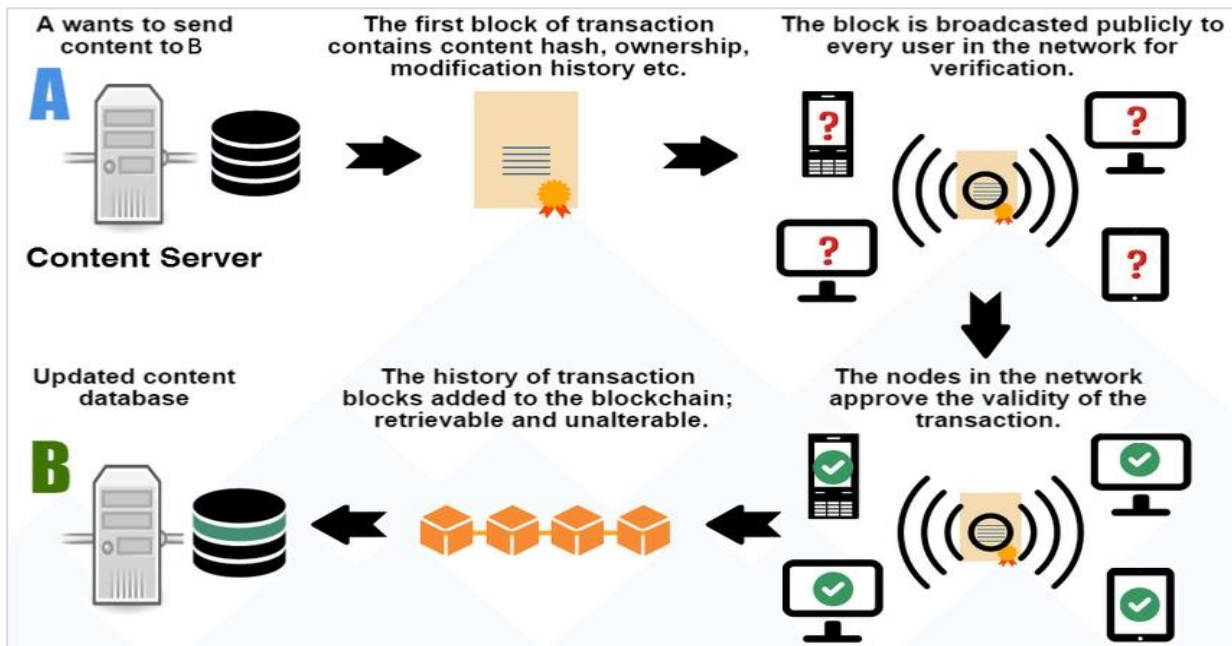 A wants to send
content to B
A
Content Server
The first block of transaction
contains content hash, ownership,
modification history etc.
The block is broadcasted publicly to
every user in the network for
verification.
?
?
?
?
The nodes in the network
approve the validity of the
transaction.
The history of transaction
blocks added to the blockchain;
retrievable and unalterable.
Updated content
database
B